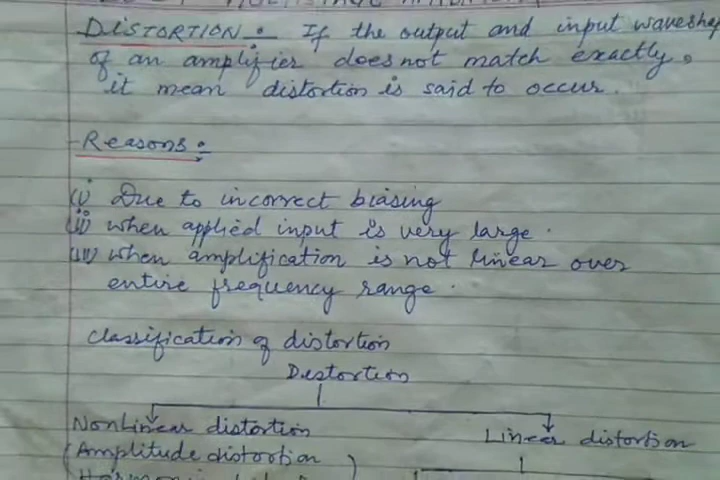 DISTORTION :- If the output and input waveshap
of an amplifier does not match exactly,
it mean distortion is said to occur.
Reasons :-
(i) Due to incorrect biasing
(ii) when applied input is very large.
(iii) when amplification is not linear over
entire frequency range.
Classification of distortion
Destortion
NonLinear distortion
Linear distortion
(Amplitude distortion